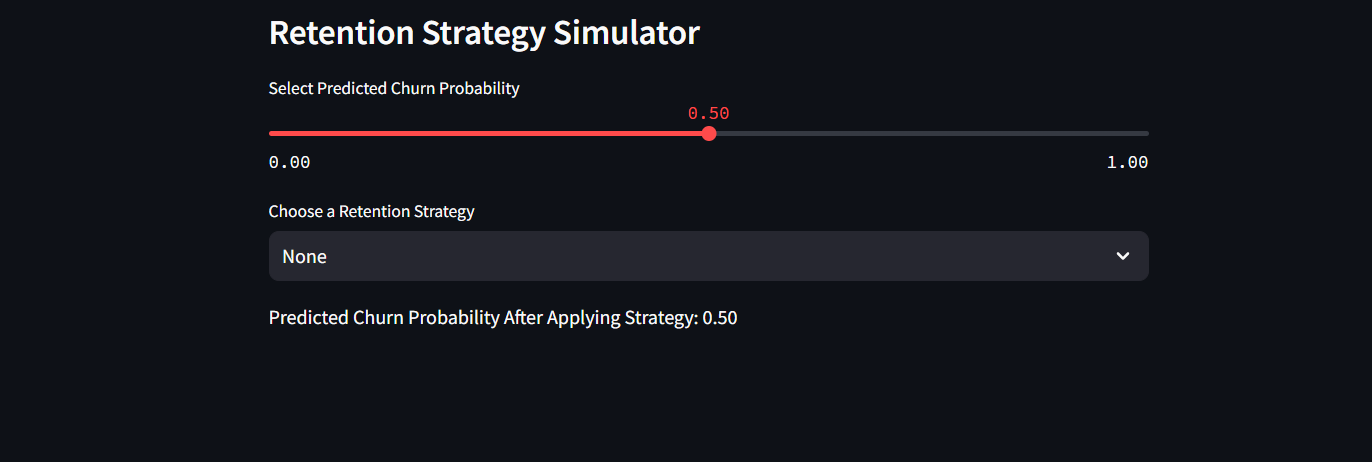 Retention Strategy Simulator
Select Predicted Churn Probability
0.50
0.00 1.00
Choose a Retention Strategy
None
Predicted Churn Probability After Applying Strategy: 0.50